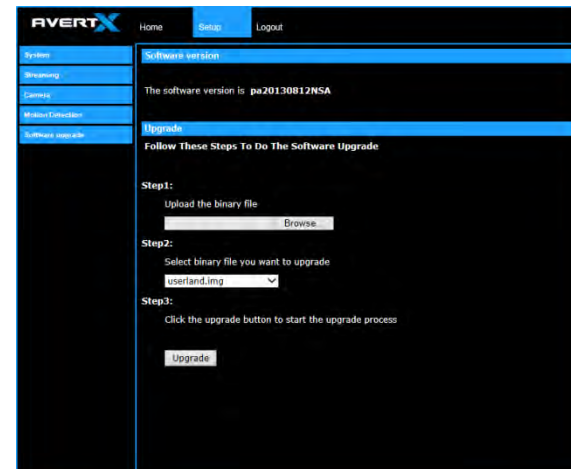 AVERTX
Home Setup Logout
System
Streaming
Camera
Motion Detection
Software upgrade
Software version
The software version is pa20130812NSA
Upgrade
Follow These Steps To Do The Software Upgrade
Step1:
Upload the binary file
Browse...
Step2:
Select binary file you want to upgrade
userland.img
Step3:
Click the upgrade button to start the upgrade process
Upgrade